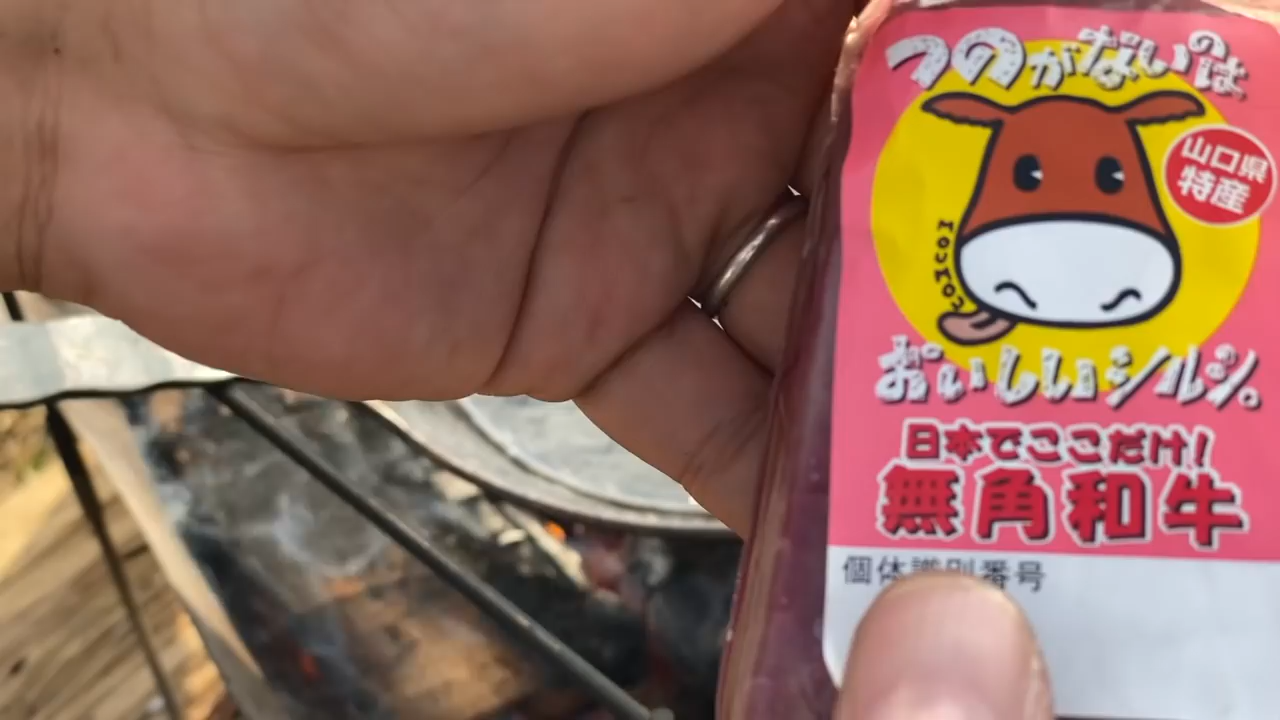 つのがないのは
山口県
特産
おいしいシルシ。
日本でここだけ!
無角和牛
個体識別番号